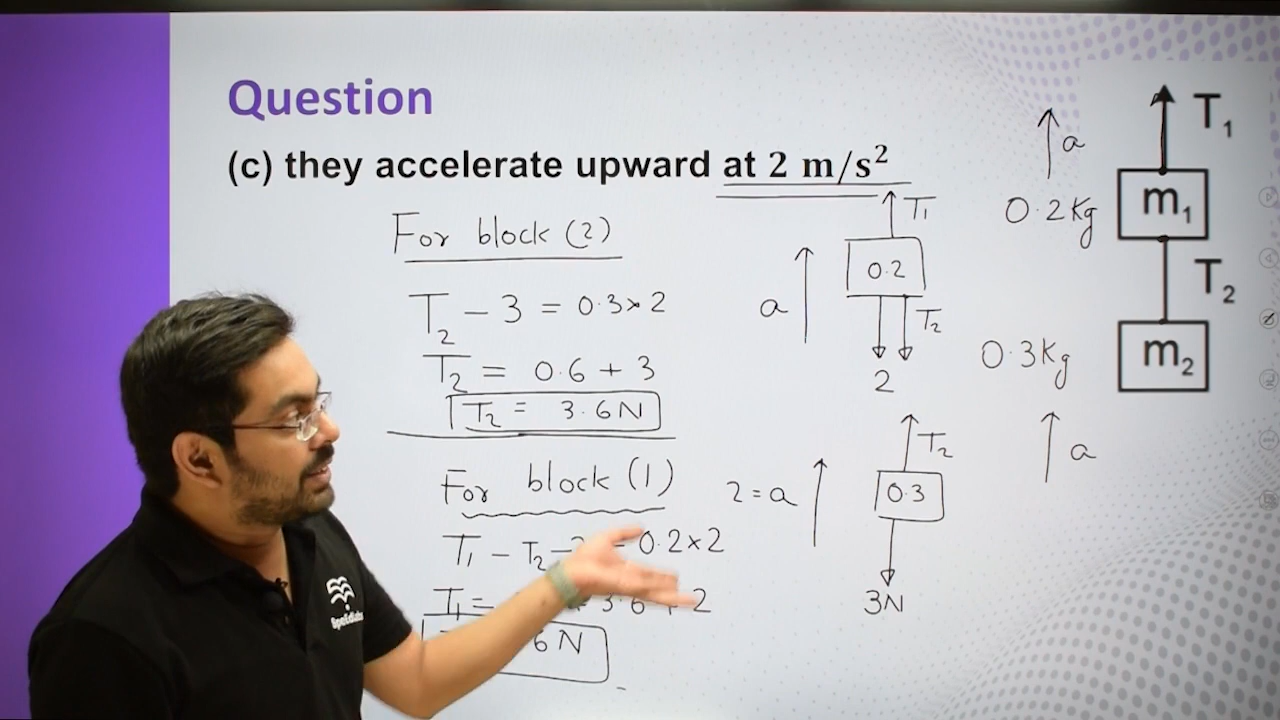 Question
(c) they accelerate upward at 2 m/s²
For block (2)
T₂ − 3 = 0.3×2
T₂ = 0.6 + 3
T₂ = 3.6N
For block (1)
T₁ − T₂ − 0.2×2
T₁ = 3.6 + 2
6 N
T₁
a
0.2
T₂
2
2 = a
T₂
0.3
3N
a
0.2Kg
0.3Kg
a
T₁
m₁
T₂
m₂